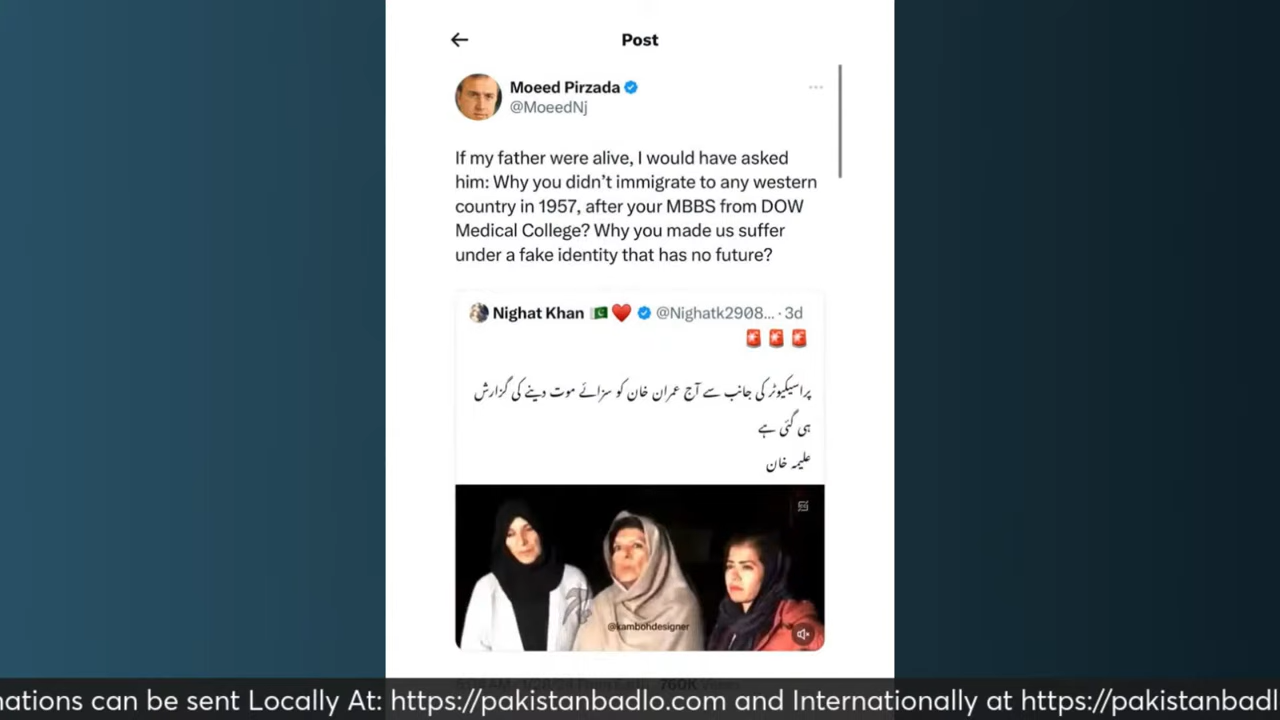 Post
Moeed Pirzada
@MoeedNj
If my father were alive, I would have asked
him: Why you didn’t immigrate to any western
country in 1957, after your MBBS from DOW
Medical College? Why you made us suffer
under a fake identity that has no future?
Nighat Khan 🇵🇰❤️ @Nighatk2908... · 3d
🚨🚨🚨
پراسیکیوٹر کی جانب سے آج عمران خان کو سزائے موت دینے کی گزارش
ہی گئی ہے
علیمہ خان
@kambohdesigner
760K
nations can be sent Locally At: https://pakistanbadlo.com and Internationally at https://pakistanbadl